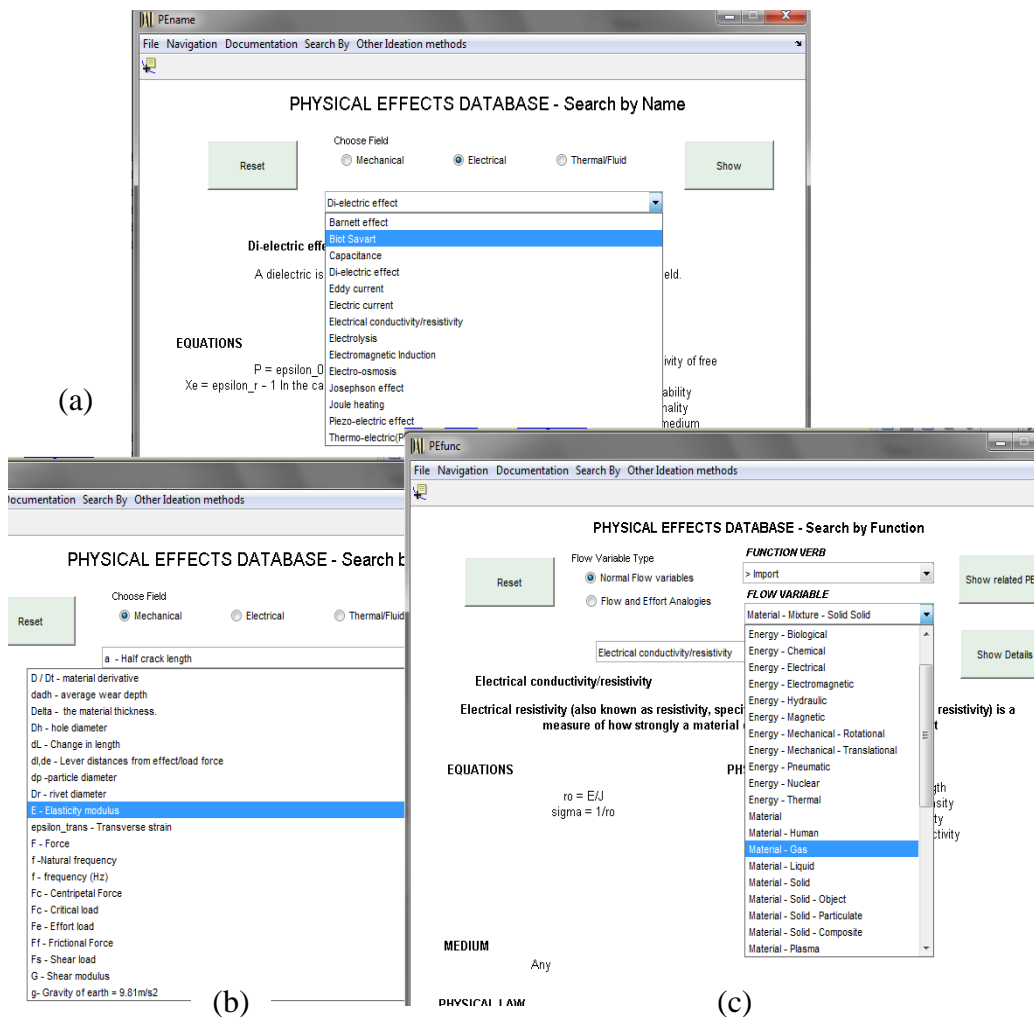 PEname
File Navigation Documentation Search By Other Ideation methods
PHYSICAL EFFECTS DATABASE - Search by Name
Choose Field
Reset
Mechanical
Electrical
Thermal/Fluid
Show
Di-electric effect
Barnett effect
Biot Savart
Capacitance
Di-electric effect
Eddy current
Electric current
Electrical conductivity/resistivity
Electrolysis
Electromagnetic Induction
Electro-osmosis
Josephson effect
Joule heating
Piezo-electric effect
Thermo-electric(P
Di-electric effe
A dielectric is
eld.
EQUATIONS
P = epsilon_0
Xe = epsilon_r – 1 In the ca
ivity of free
ability
nality
medium
(a)
ocumentation Search By Other Ideation methods
PHYSICAL EFFECTS DATABASE - Search b
Choose Field
Reset
Mechanical
Electrical
Thermal/Fluid
a - Half crack length
D / Dt - material derivative
dadh - average wear depth
Delta - the material thickness.
Dh - hole diameter
dL - Change in length
dl,de - Lever distances from effect/load force
dp -particle diameter
Dr - rivet diameter
E - Elasticity modulus
epsilon_trans - Transverse strain
F - Force
f -Natural frequency
f - frequency (Hz)
Fc - Centripetal Force
Fc - Critical load
Fe - Effort load
Ff - Frictional Force
Fs - Shear load
G - Shear modulus
g- Gravity of earth = 9.81m/s2
(b)
PEfunc
File Navigation Documentation Search By Other Ideation methods
PHYSICAL EFFECTS DATABASE - Search by Function
Reset
Flow Variable Type
Normal Flow variables
Flow and Effort Analogies
FUNCTION VERB
> Import
FLOW VARIABLE
Material - Mixture - Solid Solid
Show related PE
Show Details
Energy - Biological
Energy - Chemical
Energy - Electrical
Energy - Electromagnetic
Energy - Hydraulic
Energy - Magnetic
Energy - Mechanical - Rotational
Energy - Mechanical - Translational
Energy - Pneumatic
Energy - Nuclear
Energy - Thermal
Material
Material - Human
Material - Gas
Material - Liquid
Material - Solid
Material - Solid - Object
Material - Solid - Particulate
Material - Solid - Composite
Material - Plasma
Electrical conductivity/resistivity
Electrical conductivity/resistivity
Electrical resistivity (also known as resistivity, speci
resistivity) is a
measure of how strongly a material
t
EQUATIONS
PH
ro = E/J
sigma = 1/ro
gth
nsity
ty
ctivity
MEDIUM
Any
PHYSICAL LAW
(c)